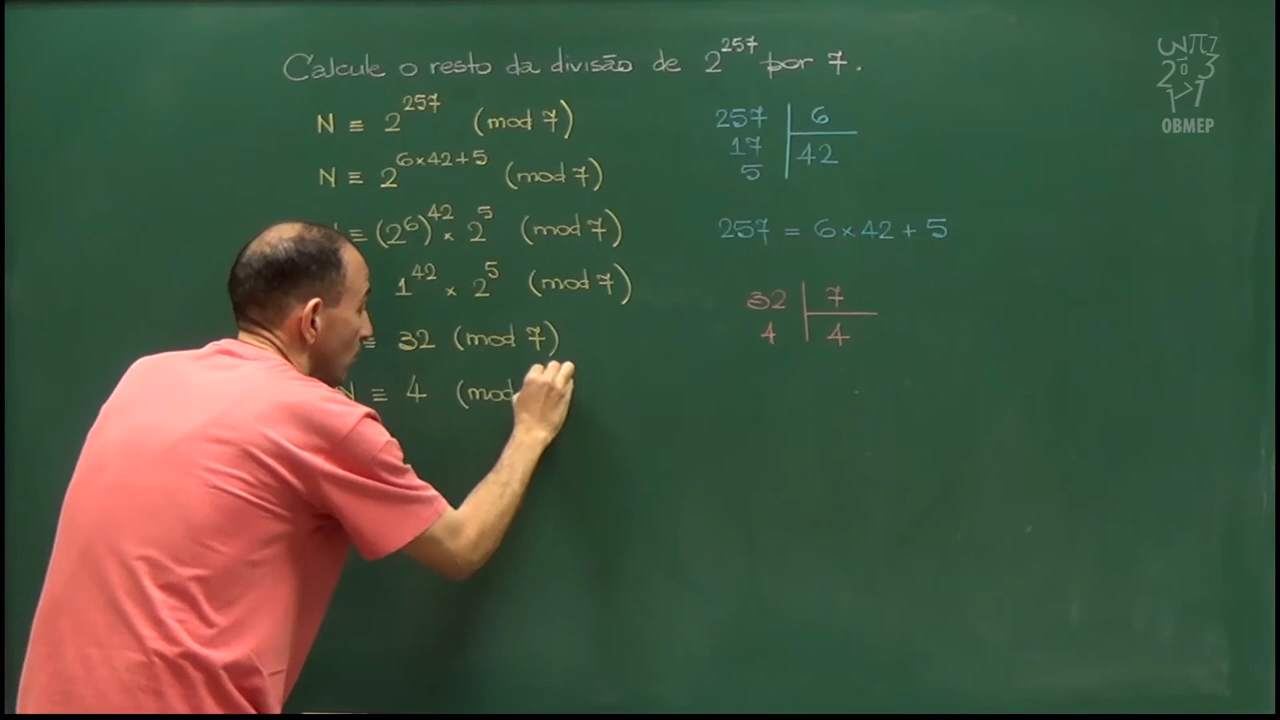 Calcule o resto da divisão de 2^257 por 7.
N ≡ 2^257 (mod 7)
N ≡ 2^(6×42+5) (mod 7)
≡ (2^6)^42 × 2^5 (mod 7)
1^42 × 2^5 (mod 7)
≡ 32 (mod 7)
N ≡ 4 (mod
257 | 6
17 | 42
5
257 = 6×42+5
32 | 7
4 | 4
OBMEP